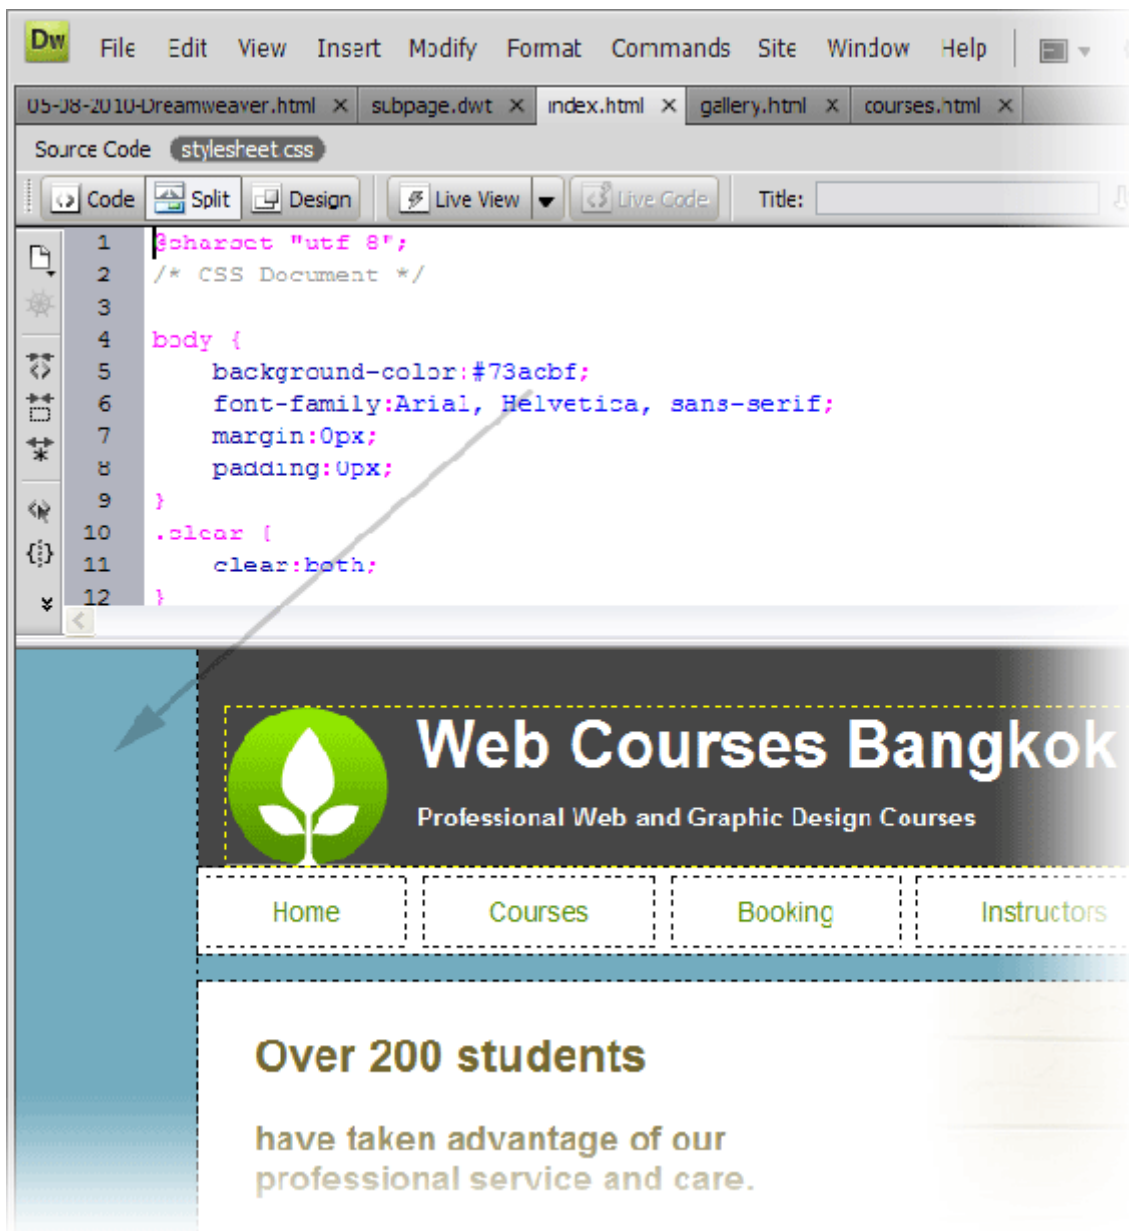 Dw File Edit View Insert Modify Format Commands Site Window Help
05-08-2010-Dreamweaver.html × subpage.dwt × index.html × gallery.html × courses.html ×
Source Code stylesheet.css
Code Split Design Live View Live Code Title:
1 @charset "utf-8";
2 /* CSS Document */
3
4 body {
5 background-color:#73acbf;
6 font-family:Arial, Helvetica, sans-serif;
7 margin:0px;
8 padding:0px;
9 }
10 .clear {
11 clear:both;
12 }
Web Courses Bangkok
Professional Web and Graphic Design Courses
Home Courses Booking Instructors
Over 200 students
have taken advantage of our
professional service and care.